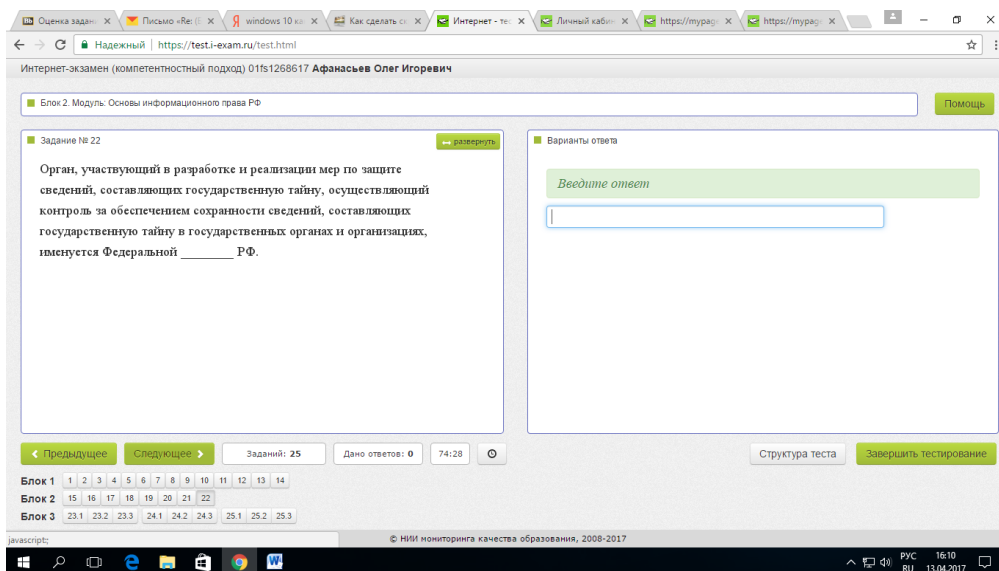 Оценка задан
Письмо «Re: (
windows 10 ка
Как сделать с
Интернет - тес
Личный кабин
https://mypag
https://mypag
Надежный | https://test.i-exam.ru/test.html
Интернет-экзамен (компетентностный подход) 01fs1268617 Афанасьев Олег Игоревич
Блок 2. Модуль: Основы информационного права РФ
Помощь
Задание № 22
развернуть
Орган, участвующий в разработке и реализации мер по защите
сведений, составляющих государственную тайну, осуществляющий
контроль за обеспечением сохранности сведений, составляющих
государственную тайну в государственных органах и организациях,
именуется Федеральной ________ РФ.
Варианты ответа
Введите ответ
Предыдущее
Следующее
Заданий: 25
Дано ответов: 0
74:28
Структура теста
Завершить тестирование
Блок 1 1 2 3 4 5 6 7 8 9 10 11 12 13 14
Блок 2 15 16 17 18 19 20 21 22
Блок 3 23.1 23.2 23.3 24.1 24.2 24.3 25.1 25.2 25.3
javascript:;
© НИИ мониторинга качества образования, 2008-2017
РУС
RU
16:10
13.04.2017